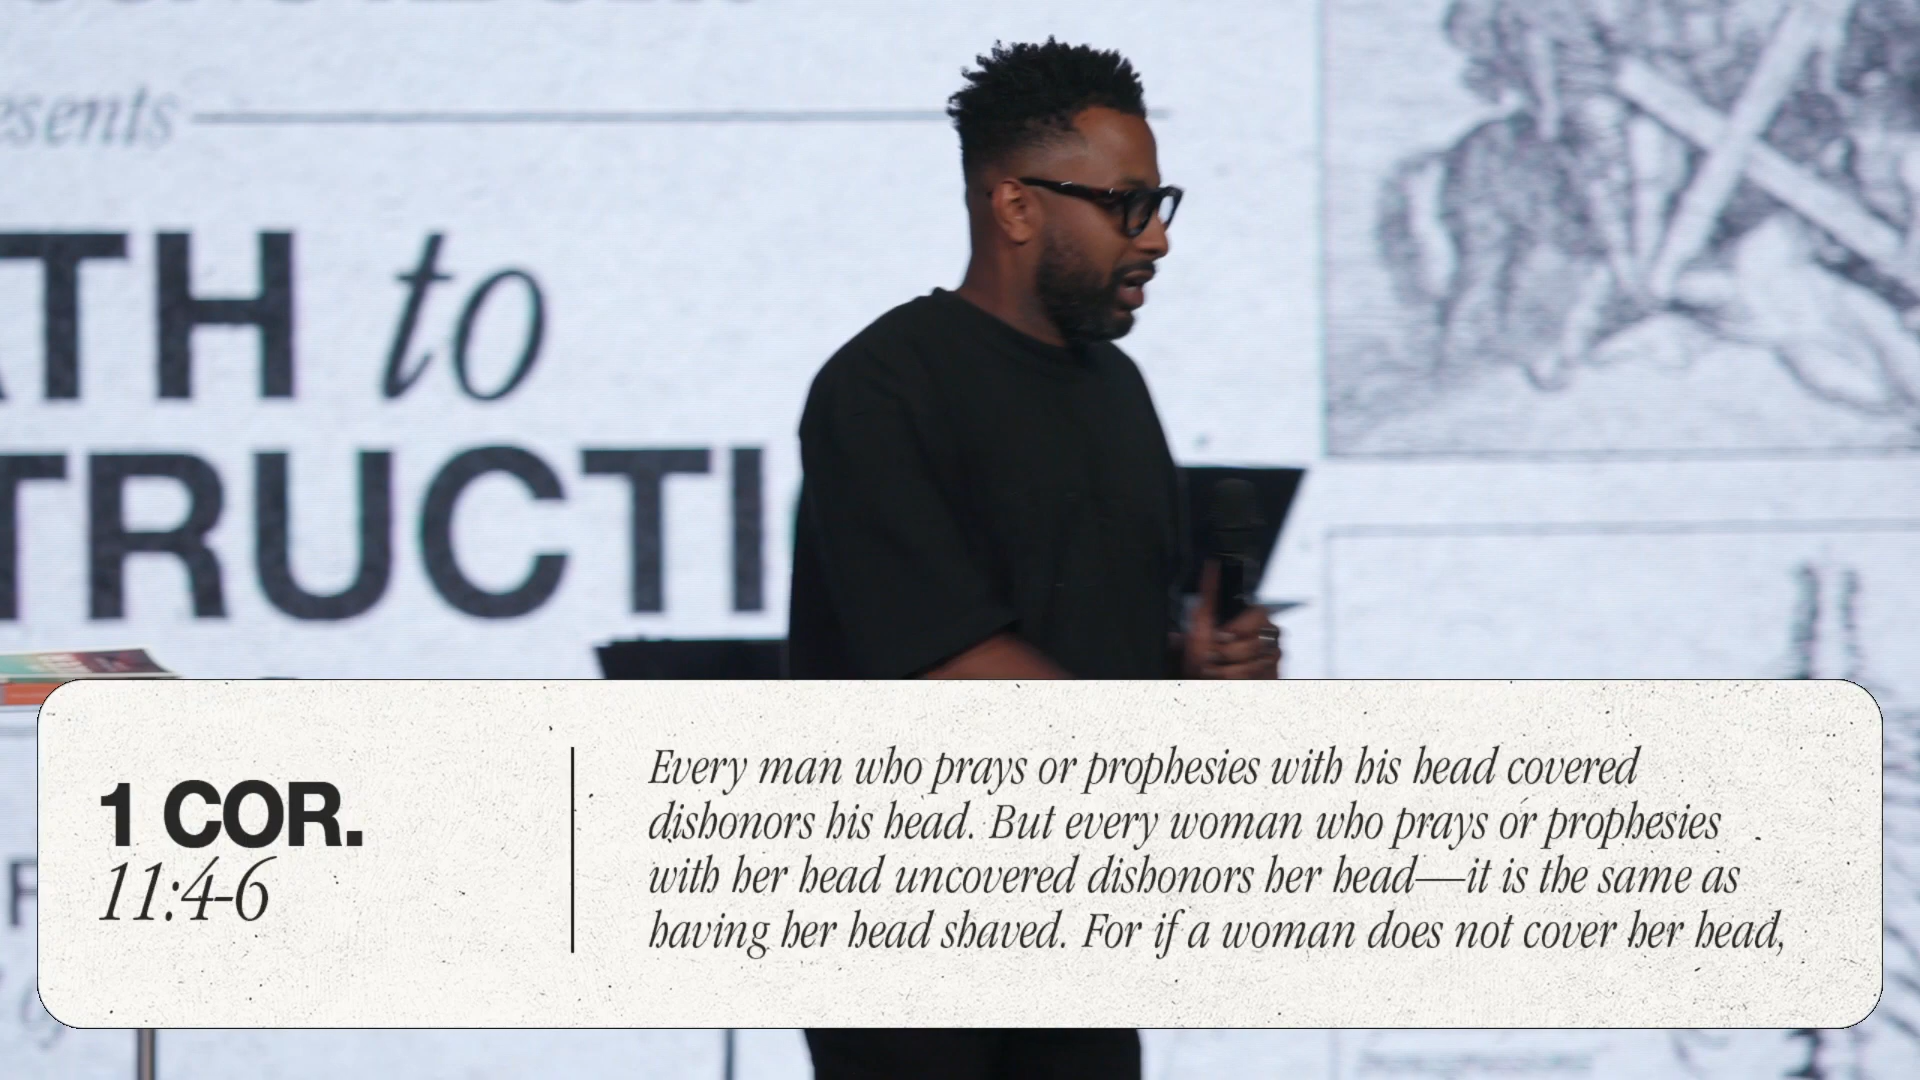 esents
TH to
TRUCTI
1 COR.
11:4-6
Every man who prays or prophesies with his head covered
dishonors his head. But every woman who prays or prophesies
with her head uncovered dishonors her head—it is the same as
having her head shaved. For if a woman does not cover her head,